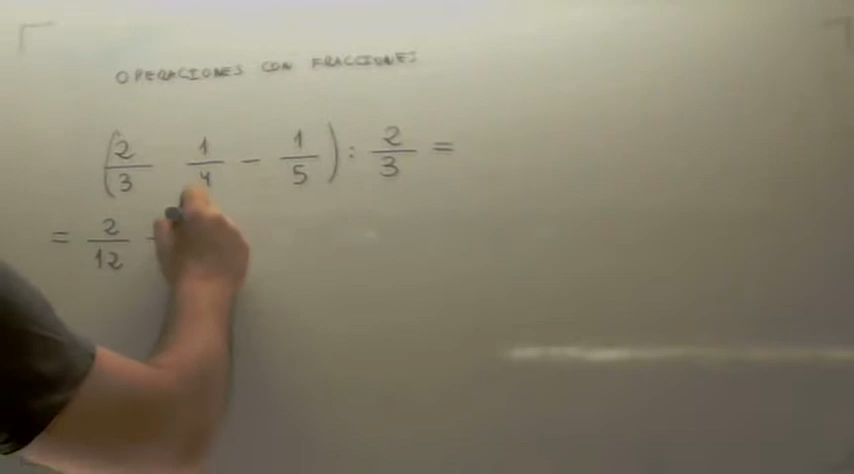 OPERACIONES CON FRACCIONES
(2/3 1/4 - 1/5) : 2/3 =
= 2/12 -